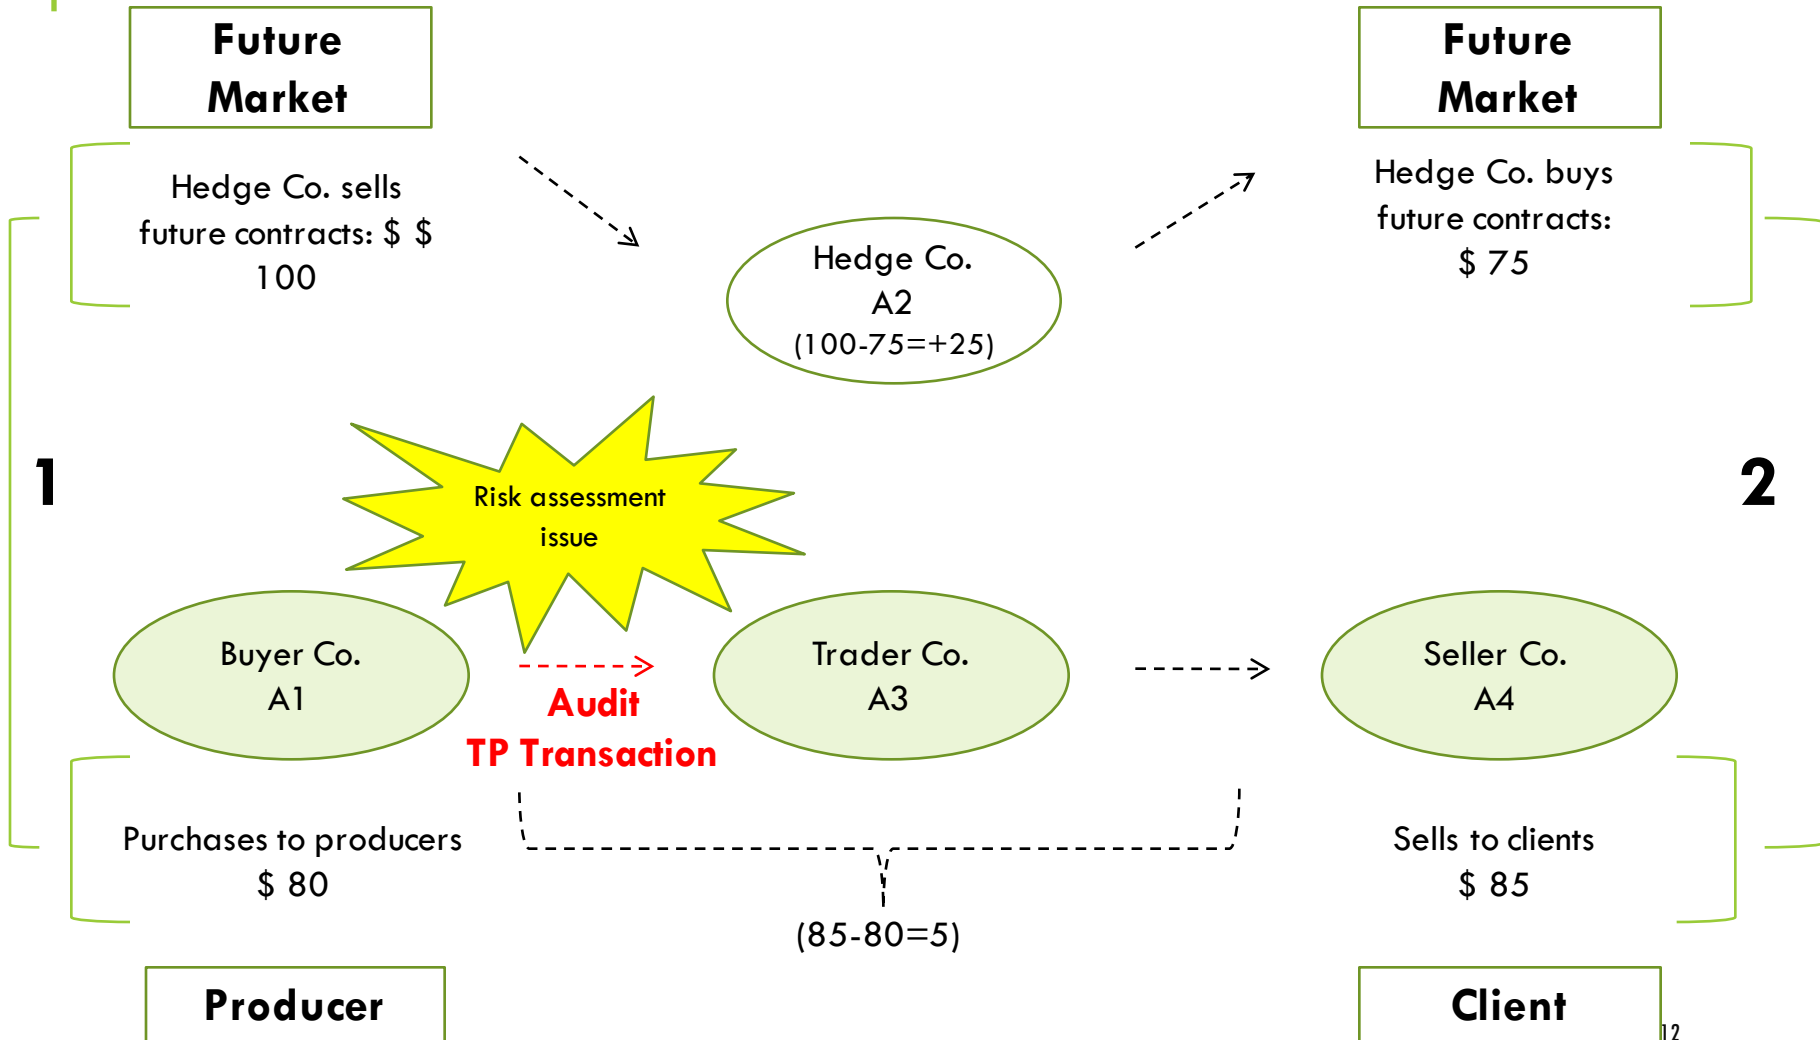 Future
Market
Future
Market
Hedge Co. sells
future contracts: $ $
100
Hedge Co. buys
future contracts:
$ 75
Hedge Co.
A2
(100-75=+25)
1
Risk assessment
issue
2
Buyer Co.
A1
Audit
TP Transaction
Trader Co.
A3
Seller Co.
A4
Purchases to producers
$ 80
Sells to clients
$ 85
(85-80=5)
Producer
Client
12